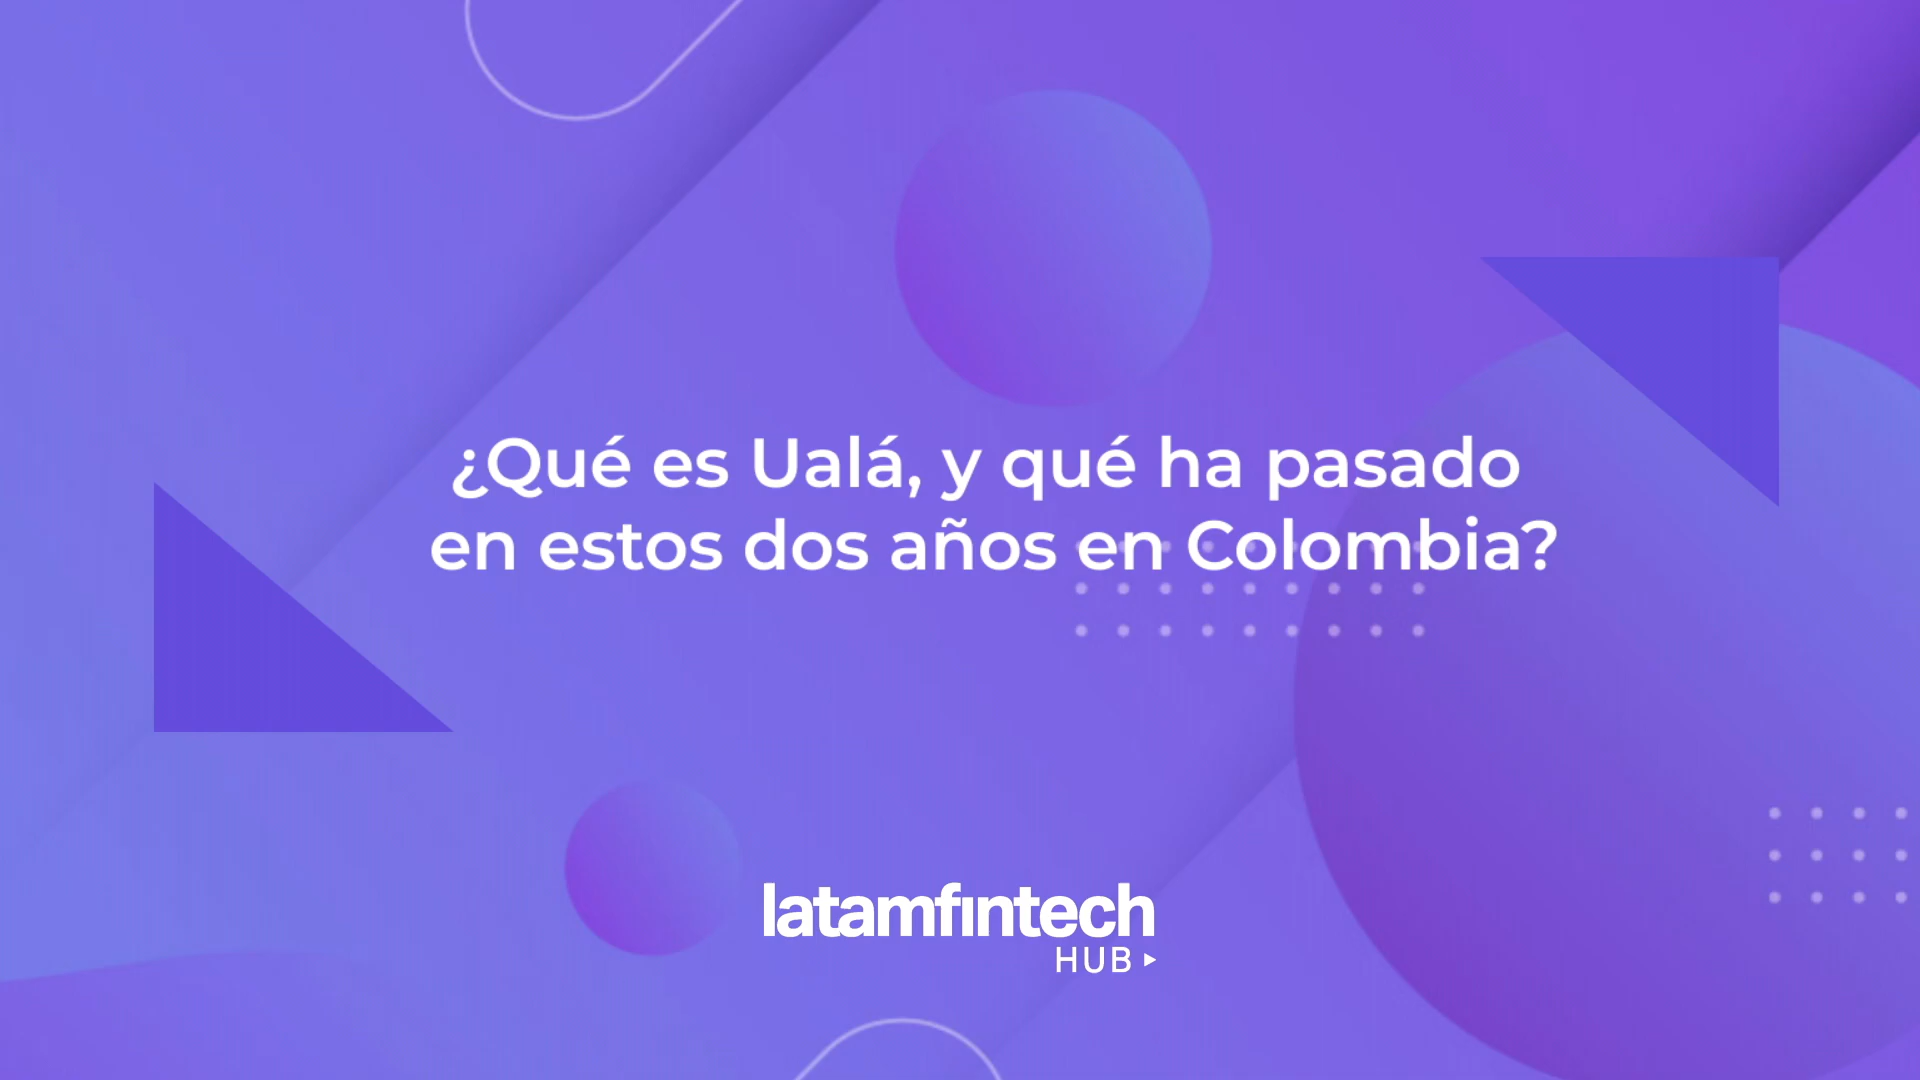 ¿Qué es Ualá, y qué ha pasado
en estos dos años en Colombia?
latamfintech
HUB